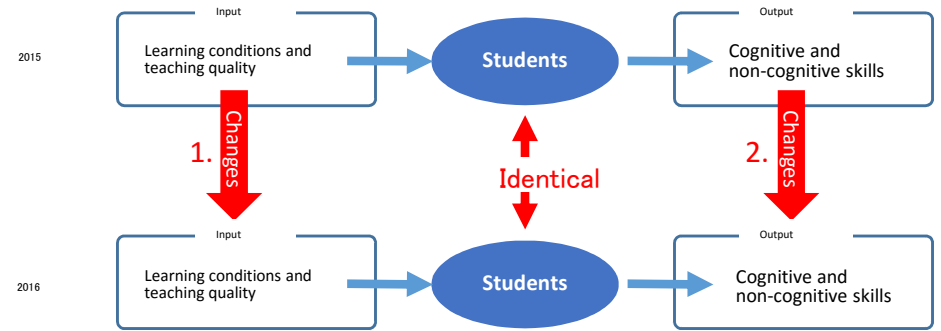 Input
Output
2015
Learning conditions and
teaching quality
Students
Cognitive and
non-cognitive skills
1.
Changes
Identical
2.
Changes
Input
Output
2016
Learning conditions and
teaching quality
Students
Cognitive and
non-cognitive skills